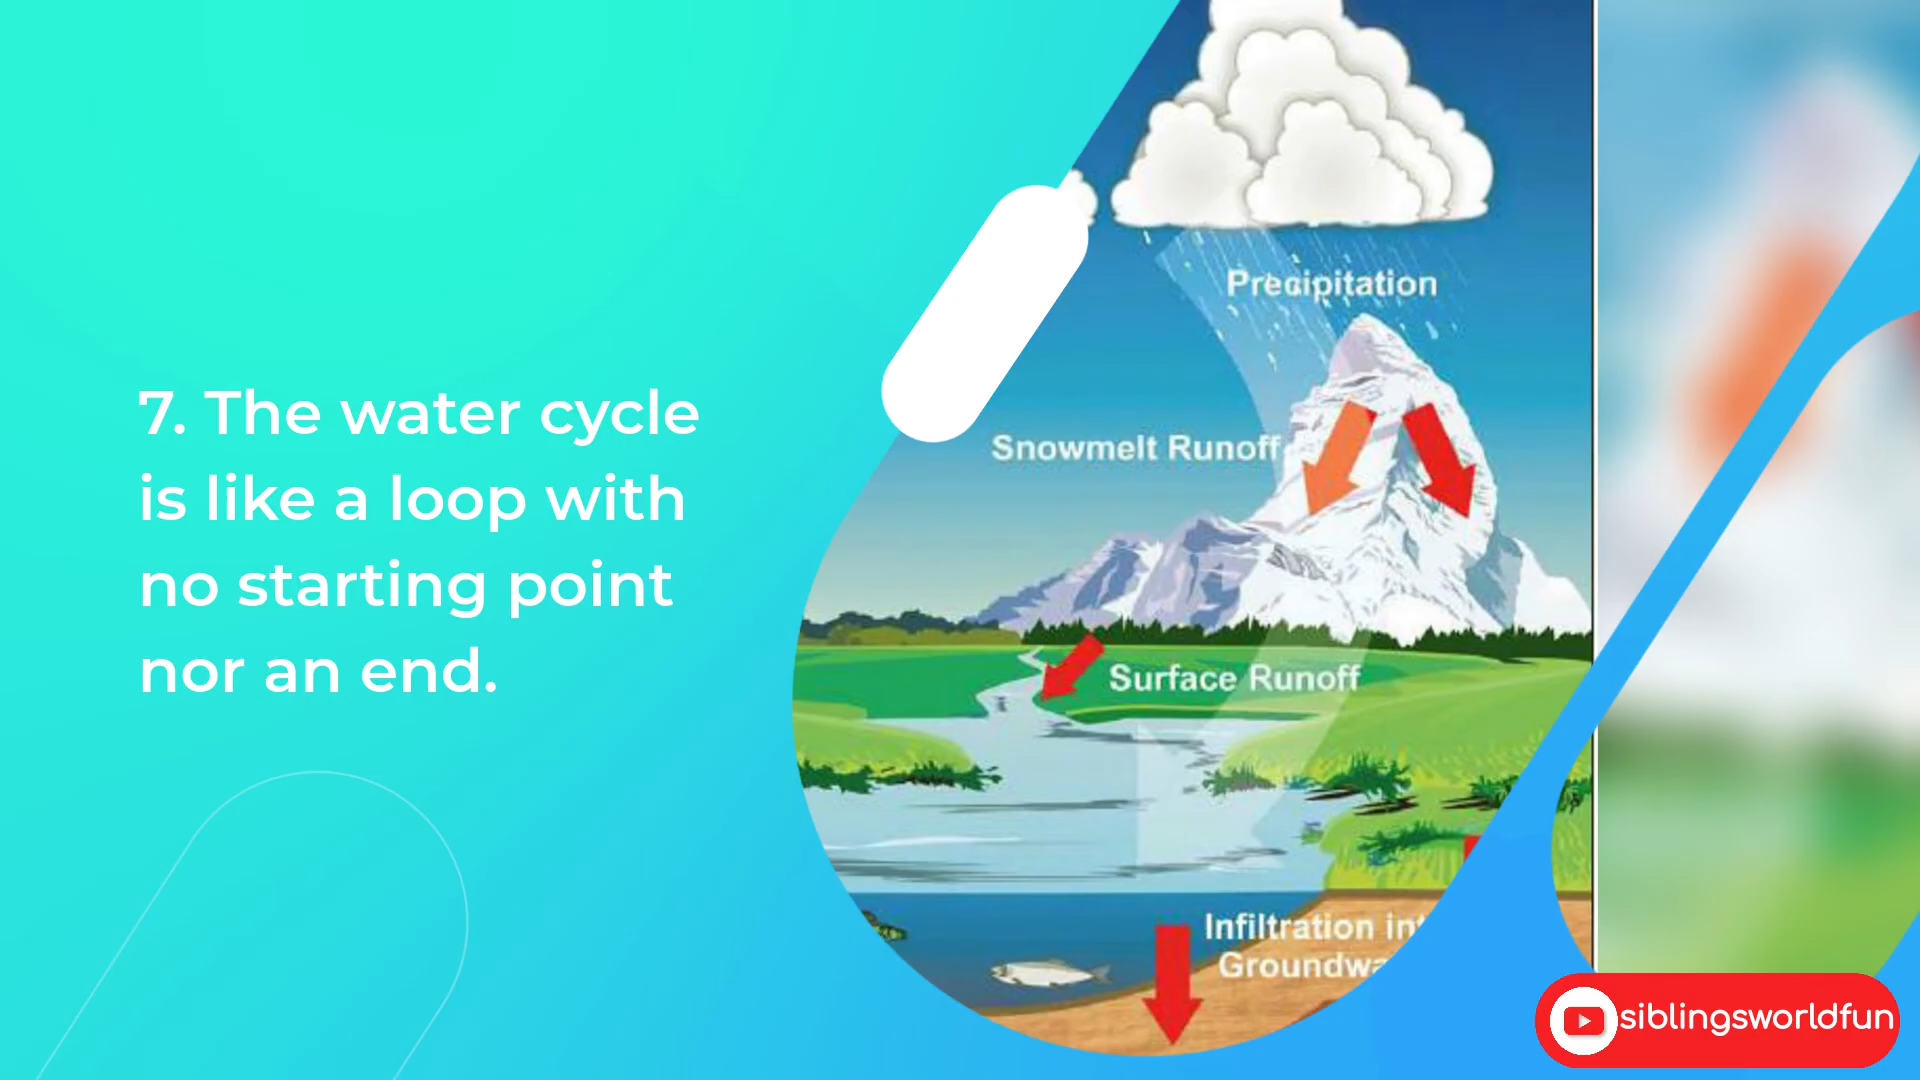 7. The water cycle
is like a loop with
no starting point
nor an end.
Precipitation
Snowmelt Runoff
Surface Runoff
Infiltration
siblingsworldfun